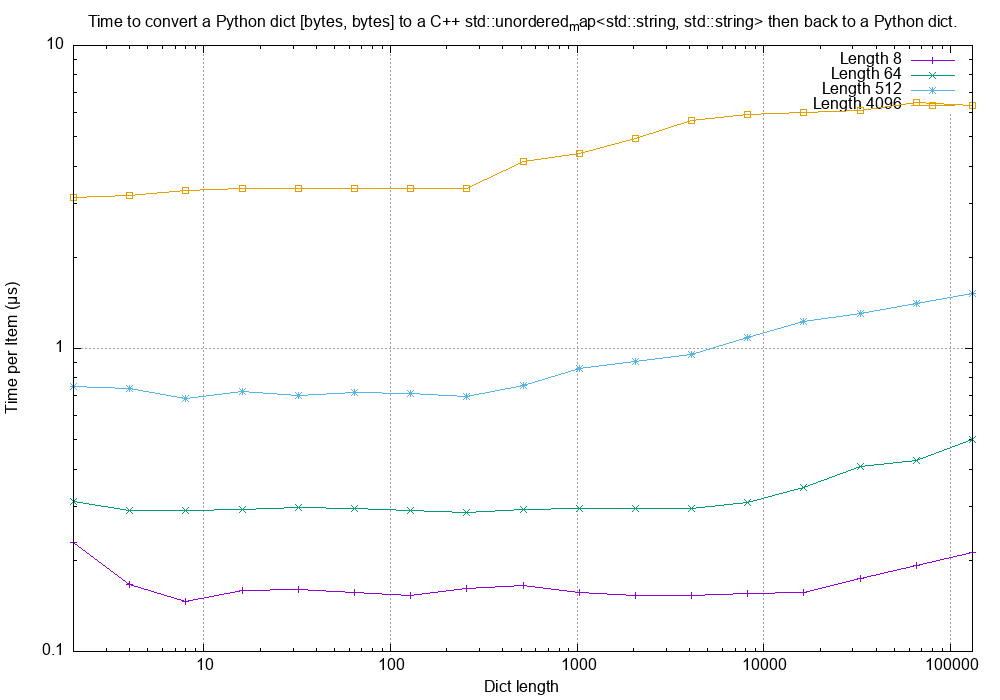 Time to convert a Python dict [bytes, bytes] to a C++ std::unordered_map<std::string, std::string> then back to a Python dict.
10
Length 8
Length 64
Length 512
Length 4096
Time per Item (µs)
1
0.1
10 100 1000 10000 100000
Dict length